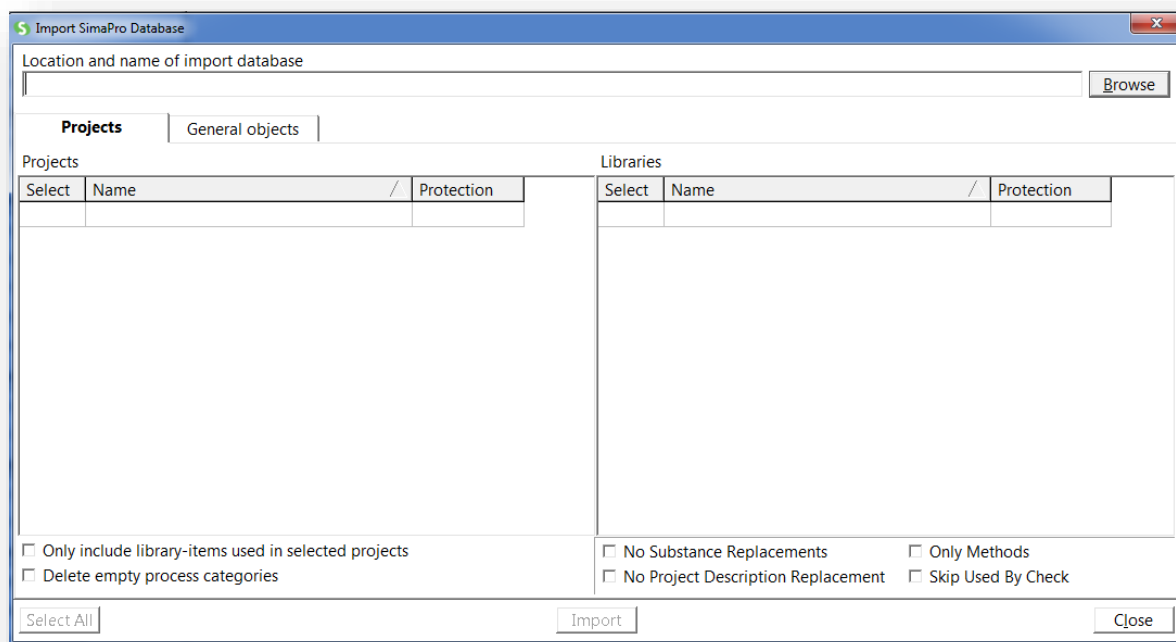 Import SimaPro Database
Location and name of import database
Browse
Projects General objects
Projects
Select Name Protection
Libraries
Select Name Protection
Only include library-items used in selected projects
Delete empty process categories
No Substance Replacements Only Methods
No Project Description Replacement Skip Used By Check
Select All Import Close